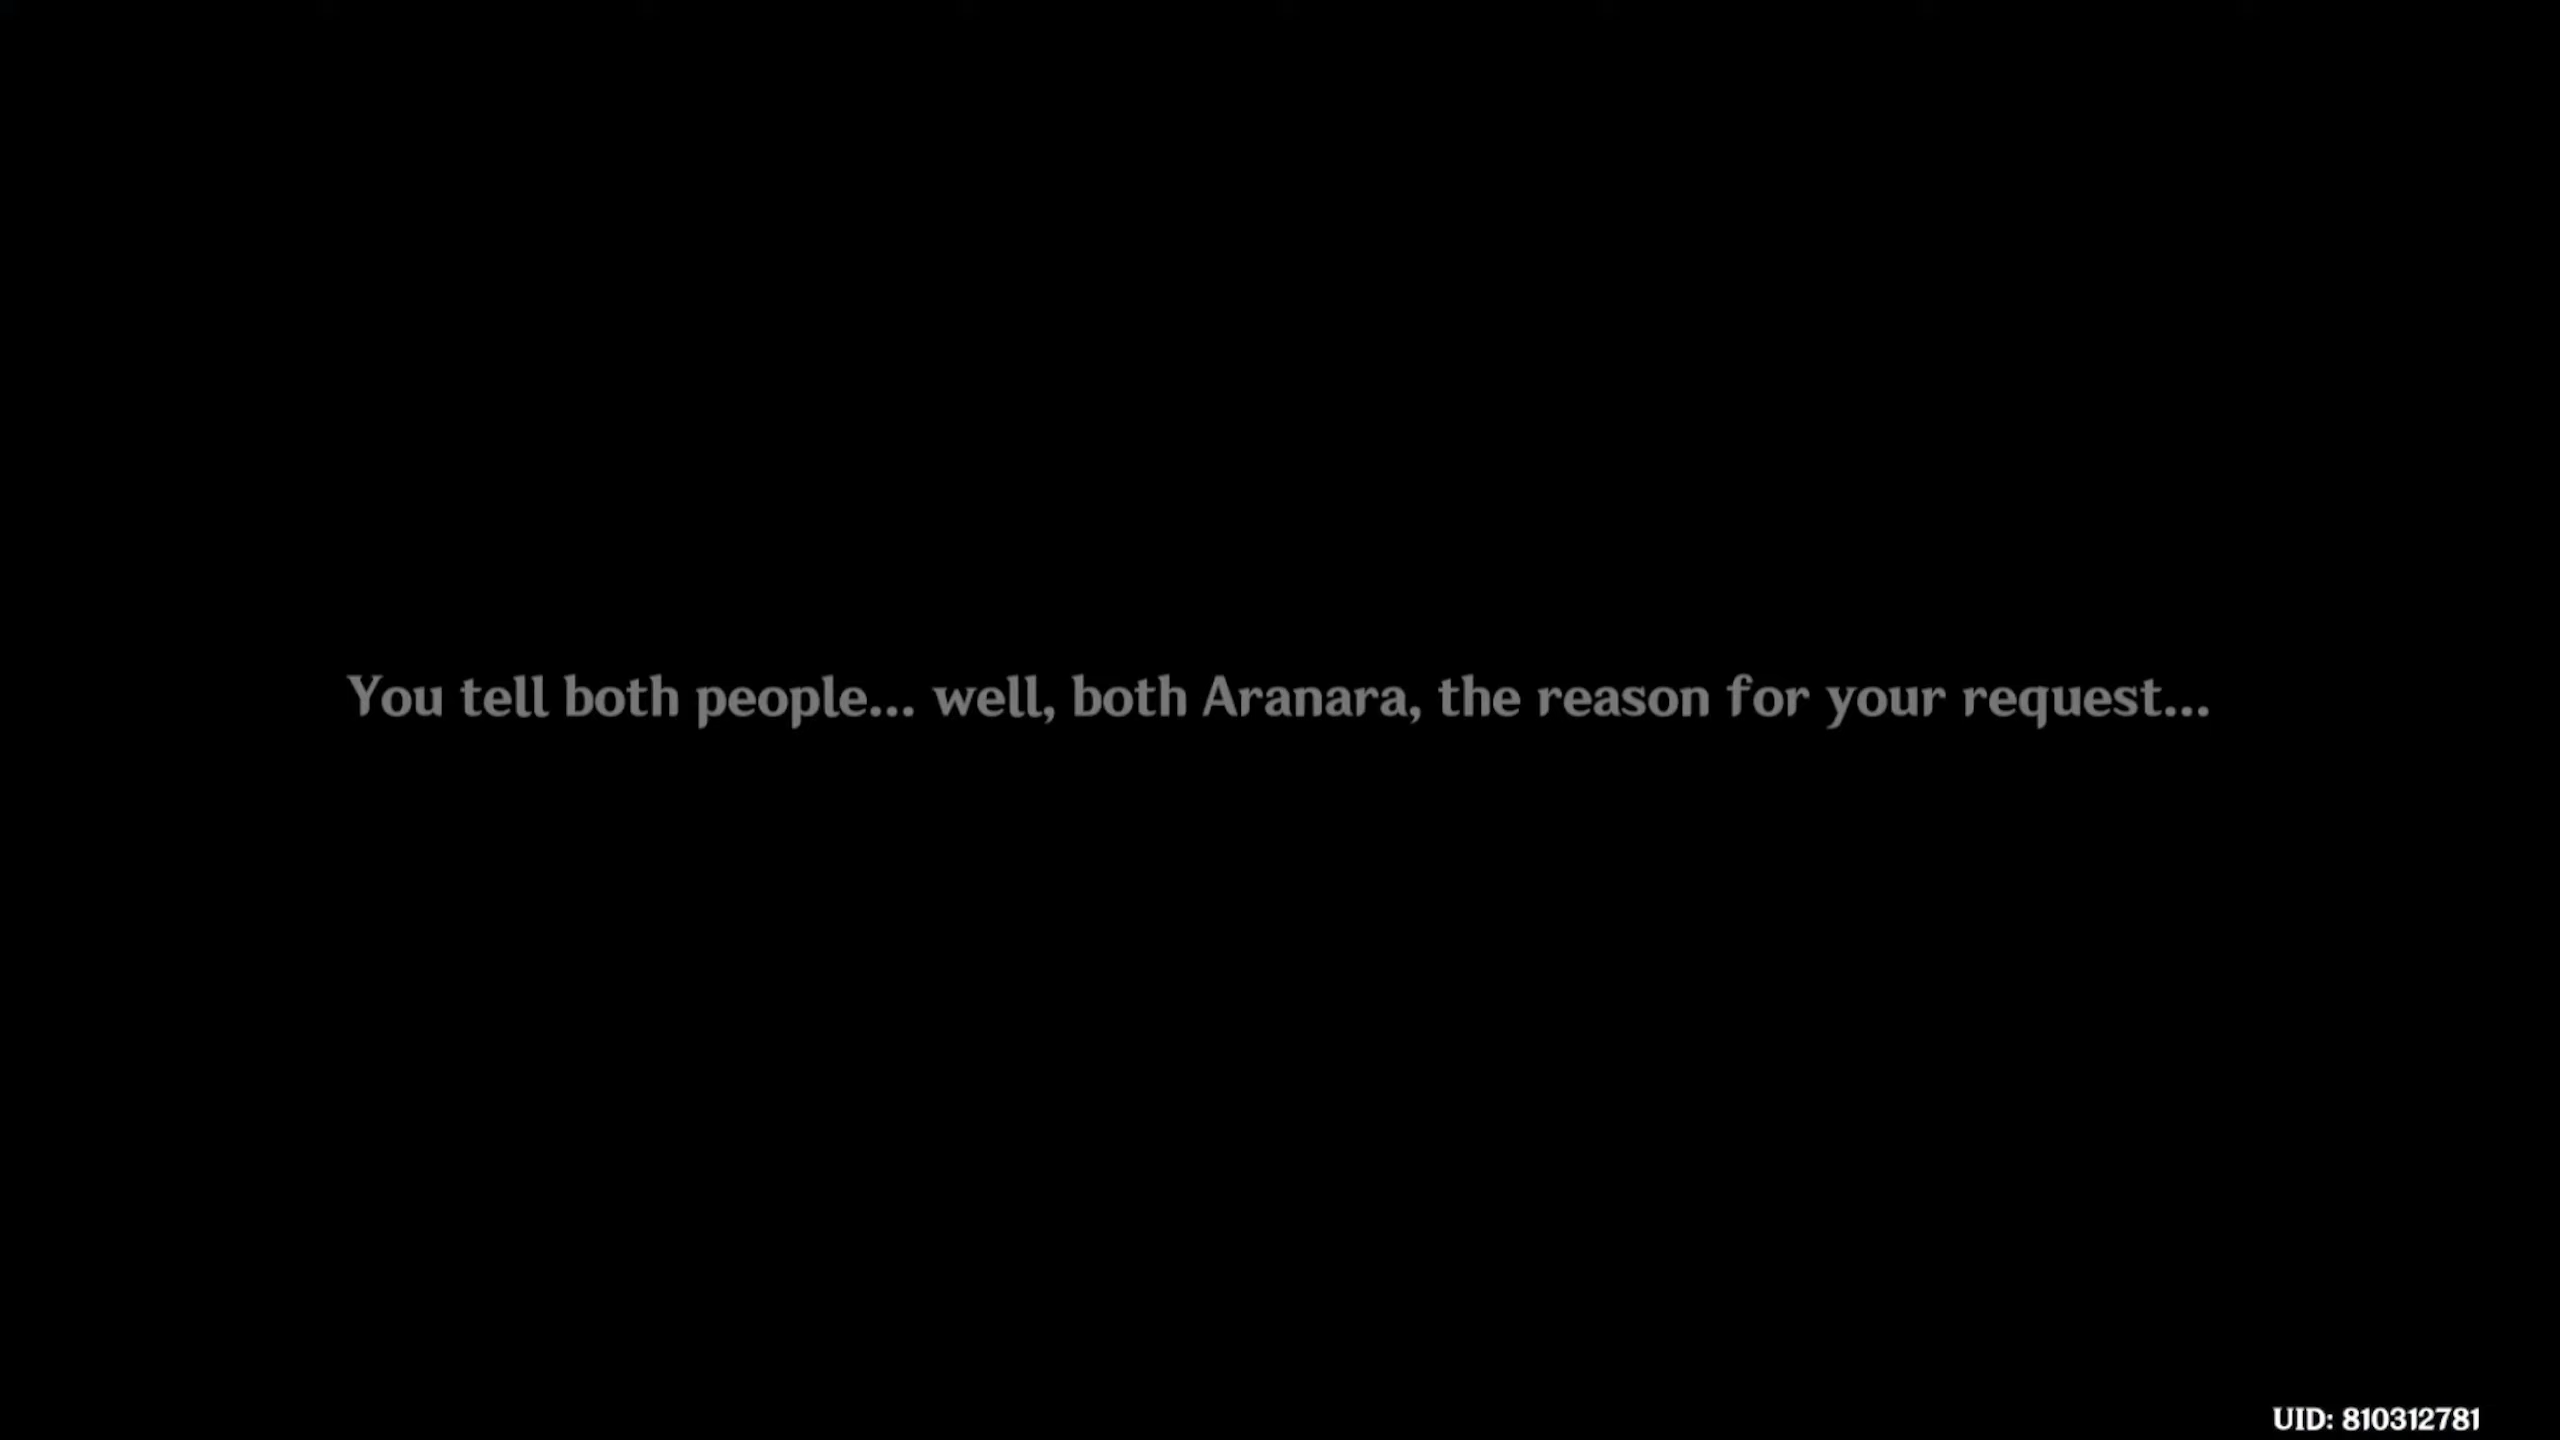 You tell both people... well, both Aranara, the reason for your request...
UID: 810312781